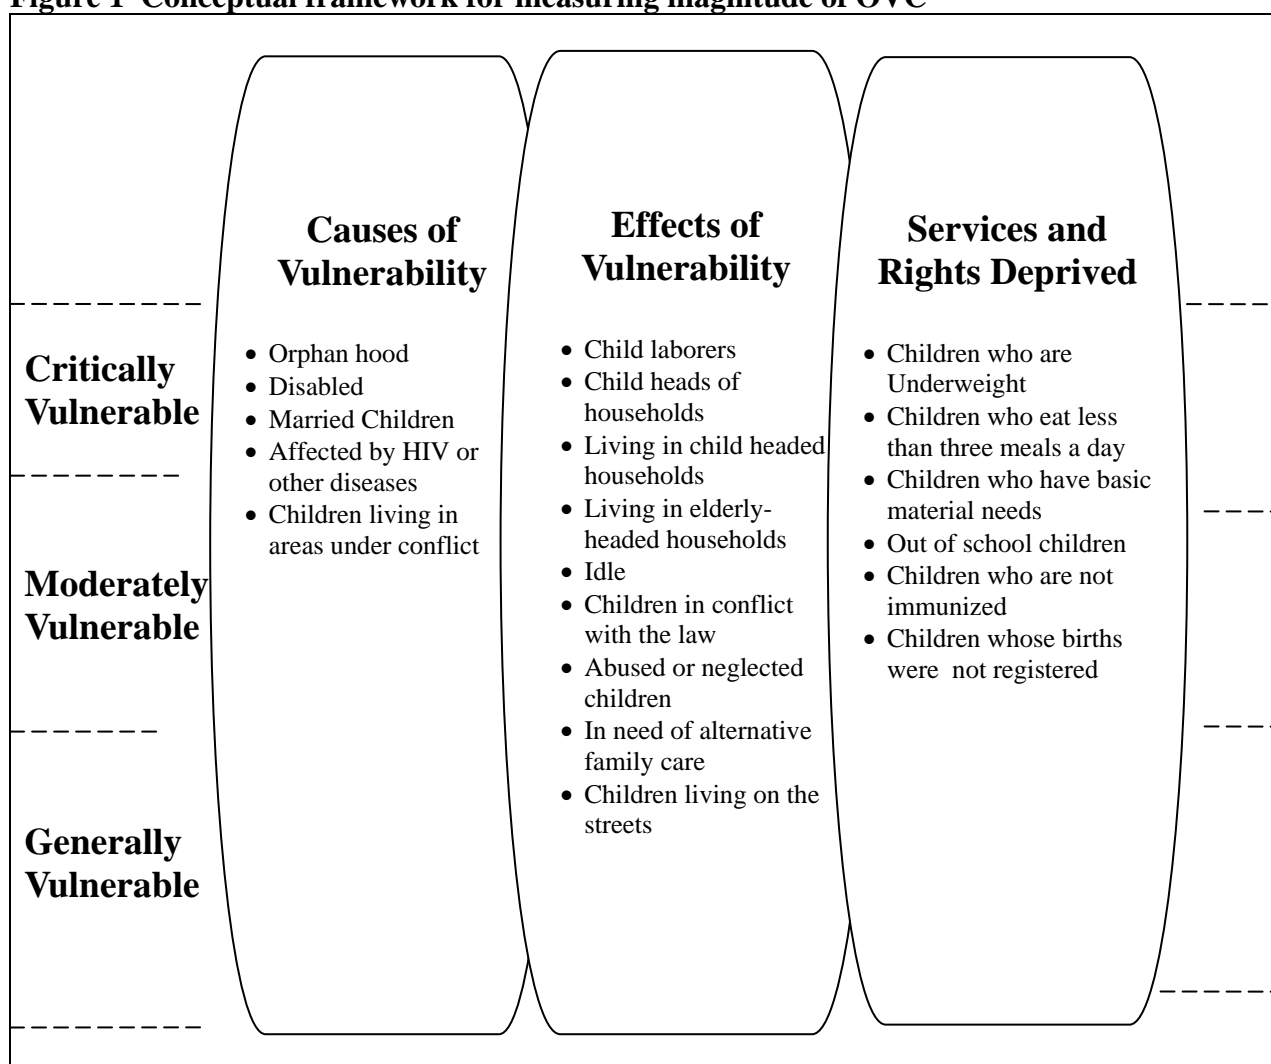 Figure 1 Conceptual framework for measuring magnitude of OVC
Causes of
Vulnerability
• Orphan hood
• Disabled
• Married Children
• Affected by HIV or
other diseases
• Children living in
areas under conflict
Effects of
Vulnerability
• Child laborers
• Child heads of
households
• Living in child headed
households
• Living in elderly-
headed households
• Idle
• Children in conflict
with the law
• Abused or neglected
children
• In need of alternative
family care
• Children living on the
streets
Services and
Rights Deprived
• Children who are
Underweight
• Children who eat less
than three meals a day
• Children who have basic
material needs
• Out of school children
• Children who are not
immunized
• Children whose births
were not registered
Critically
Vulnerable
Moderately
Vulnerable
Generally
Vulnerable